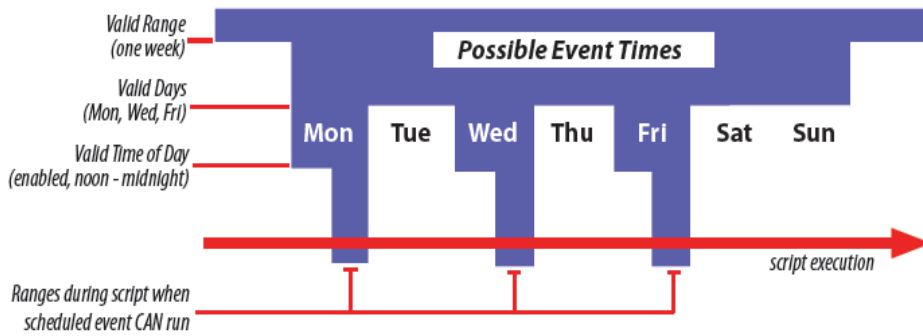 Valid Range
(one week)
Possible Event Times
Valid Days
(Mon, Wed, Fri)
Mon Tue Wed Thu Fri Sat Sun
Valid Time of Day
(enabled, noon - midnight)
script execution
Ranges during script when
scheduled event CAN run